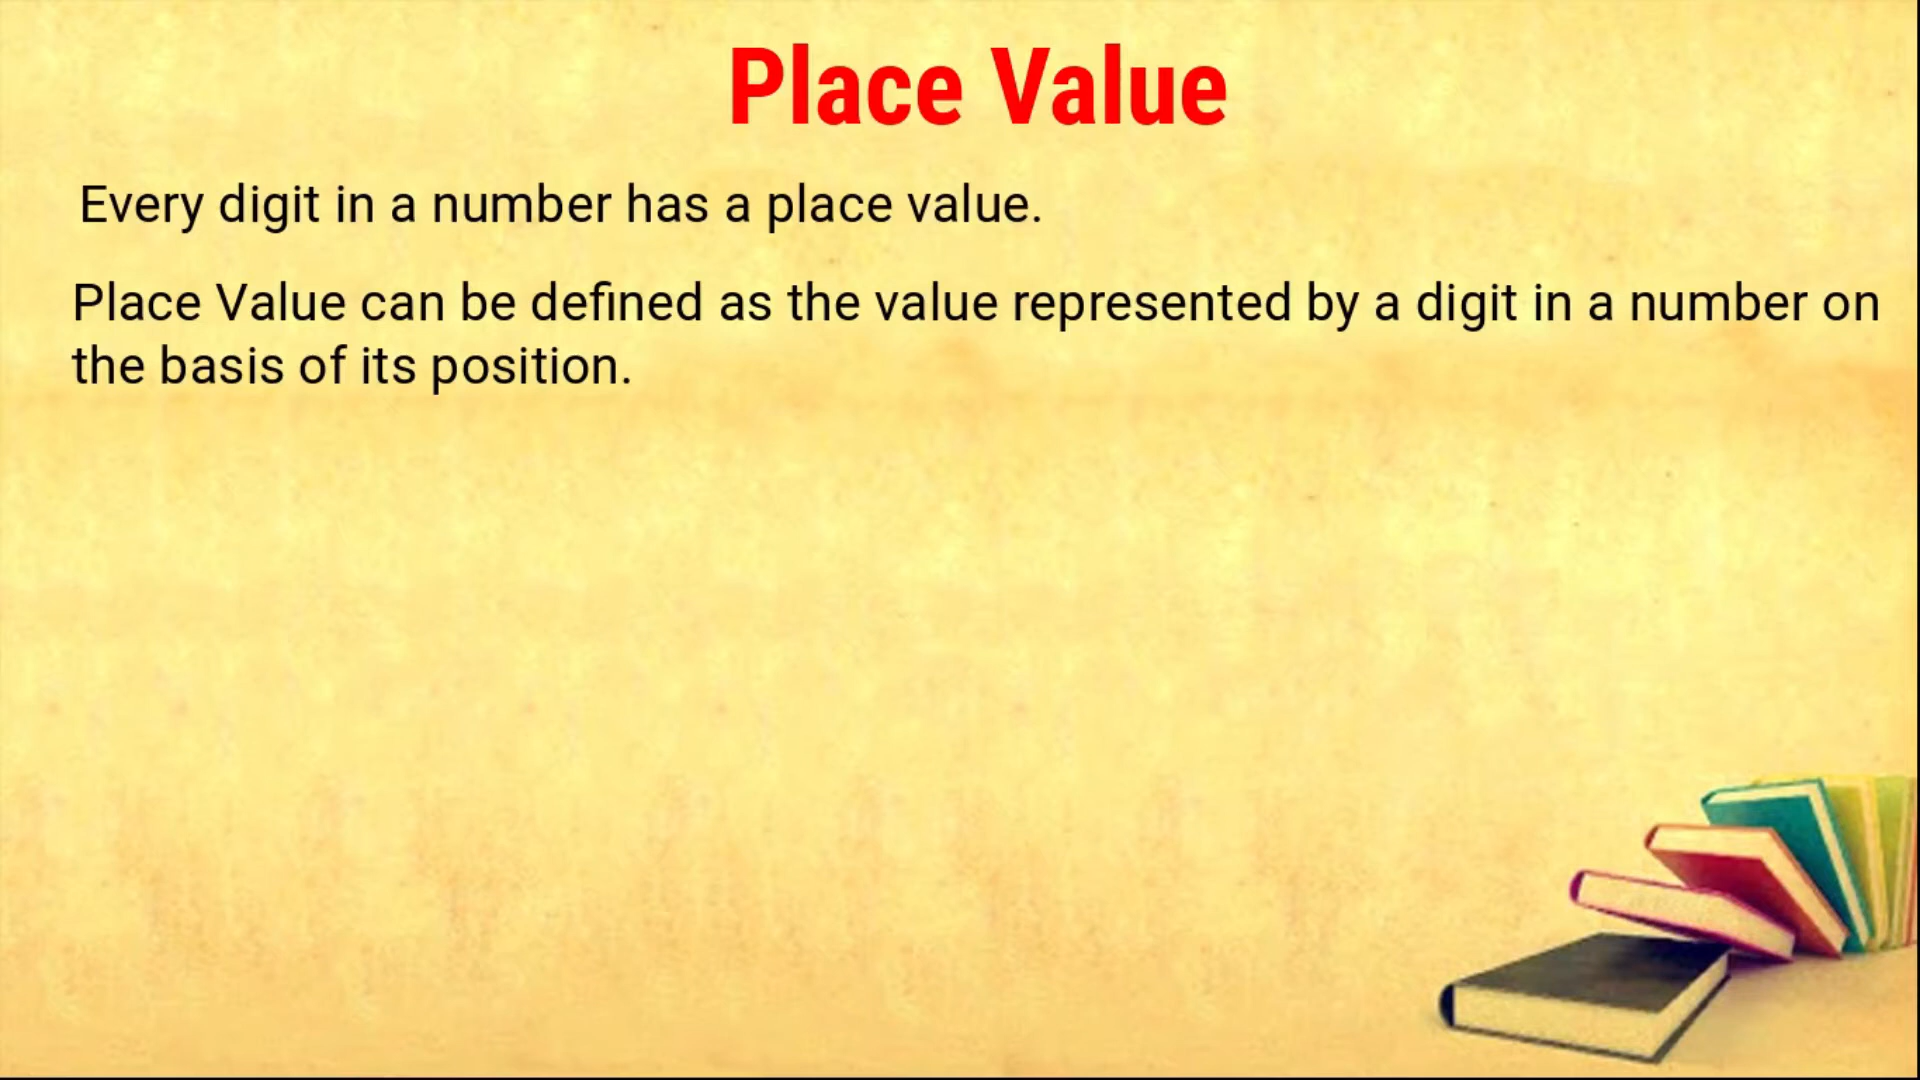 Place Value
Every digit in a number has a place value.
Place Value can be defined as the value represented by a digit in a number on
the basis of its position.